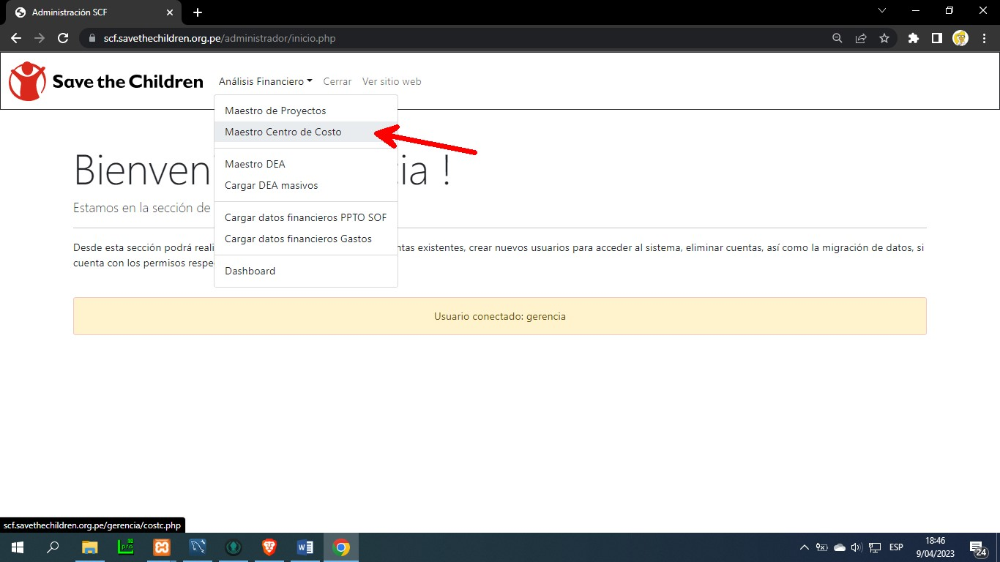 Administración SCF
scf.savethechildren.org.pe/administrador/inicio.php
Save the Children
Análisis Financiero
Cerrar
Ver sitio web
Maestro de Proyectos
Maestro Centro de Costo
Maestro DEA
Cargar DEA masivos
Cargar datos financieros PPTO SOF
Cargar datos financieros Gastos
Dashboard
Bienven
cia !
Estamos en la sección de
Desde esta sección podrá reali
ntas existentes, crear nuevos usuarios para acceder al sistema, eliminar cuentas, así como la migración de datos, si
cuenta con los permisos respe
Usuario conectado: gerencia
scf.savethechildren.org.pe/gerencia/costc.php
32
pro
ESP
18:46
9/04/2023
24